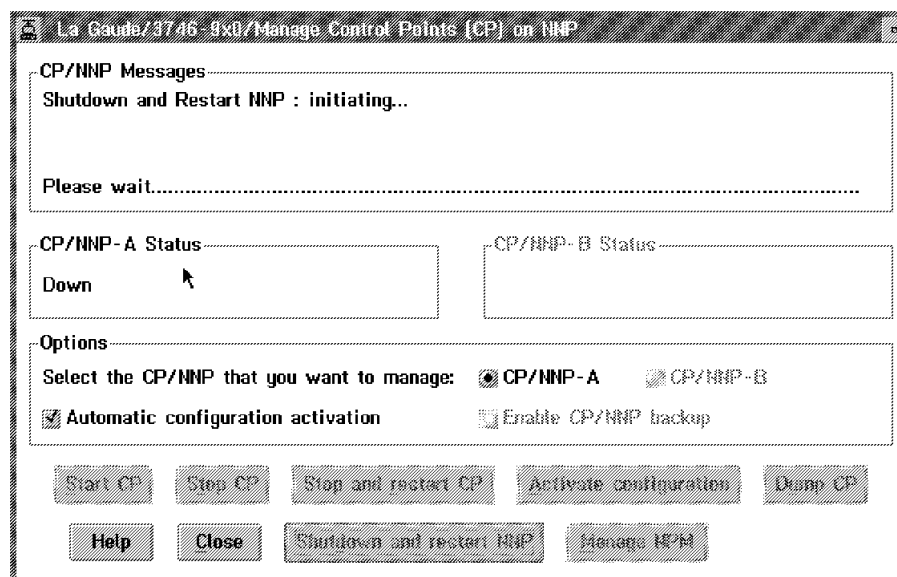 La Gaude/3746-9x0/Manage Control Points (CP) on NNP
CP/NNP Messages
Shutdown and Restart NNP : initiating...
Please wait..........................................................................................................................
CP/NNP-A Status
CP/NNP-B Status
Down
Options
Select the CP/NNP that you want to manage: CP/NNP-A CP/NNP-B
Automatic configuration activation Enable CP/NNP backup
Start CP Stop CP Stop and restart CP Activate configuration Dump CP
Help Close Shutdown and restart NNP Manage NPM